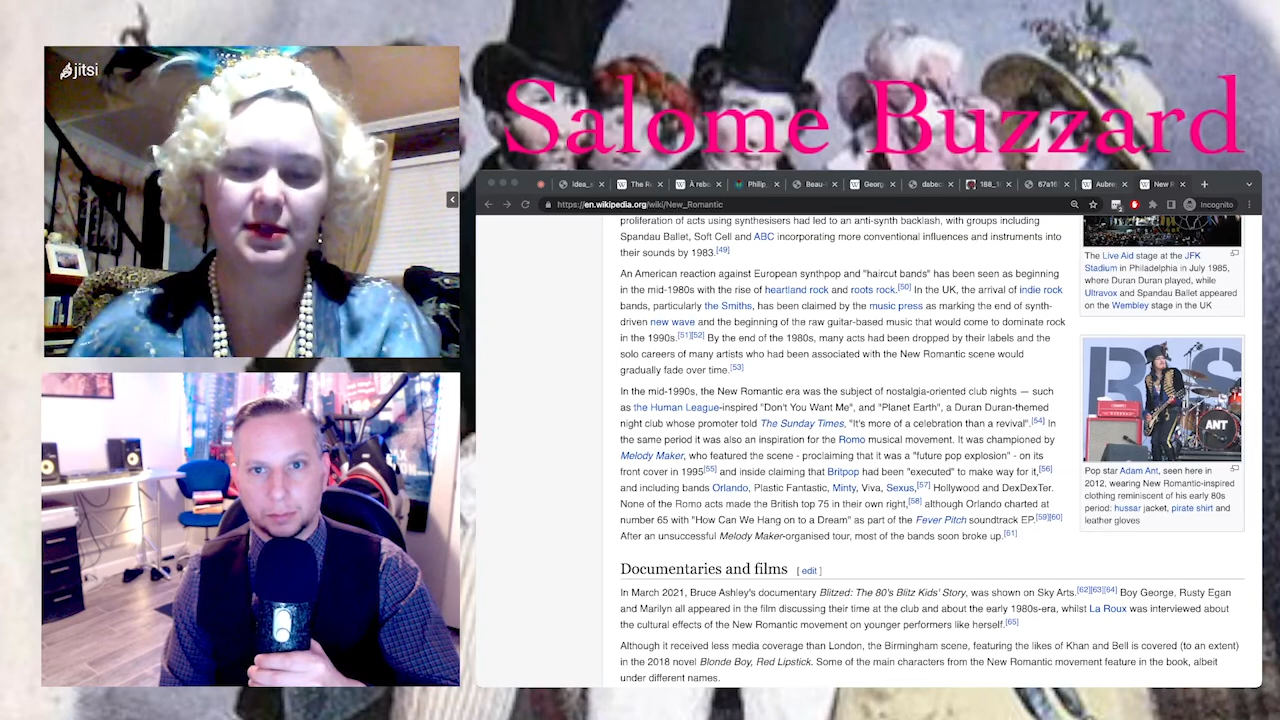 jitsi
Salome Buzzard
Idea_s
The R
À reb
Philip_
Beau-
Georg
dabec
188_1
67a16
Aubre
New R
https://en.wikipedia.org/wiki/New_Romantic
Incognito
proliferation of acts using synthesisers had led to an anti-synth backlash, with groups including
Spandau Ballet, Soft Cell and ABC incorporating more conventional influences and instruments into
their sounds by 1983.[49]
An American reaction against European synthpop and "haircut bands" has been seen as beginning
in the mid-1980s with the rise of heartland rock and roots rock.[50] In the UK, the arrival of indie rock
bands, particularly the Smiths, has been claimed by the music press as marking the end of synth-
driven new wave and the beginning of the raw guitar-based music that would come to dominate rock
in the 1990s.[51][52] By the end of the 1980s, many acts had been dropped by their labels and the
solo careers of many artists who had been associated with the New Romantic scene would
gradually fade over time.[53]
In the mid-1990s, the New Romantic era was the subject of nostalgia-oriented club nights — such
as the Human League-inspired "Don't You Want Me", and "Planet Earth", a Duran Duran-themed
night club whose promoter told The Sunday Times, "It's more of a celebration than a revival".[54] In
the same period it was also an inspiration for the Romo musical movement. It was championed by
Melody Maker, who featured the scene - proclaiming that it was a "future pop explosion" - on its
front cover in 1995[55] and inside claiming that Britpop had been "executed" to make way for it,[56]
and including bands Orlando, Plastic Fantastic, Minty, Viva, Sexus,[57] Hollywood and DexDexTer.
None of the Romo acts made the British top 75 in their own right,[58] although Orlando charted at
number 65 with "How Can We Hang on to a Dream" as part of the Fever Pitch soundtrack EP.[59][60]
After an unsuccessful Melody Maker-organised tour, most of the bands soon broke up.[61]
The Live Aid stage at the JFK
Stadium in Philadelphia in July 1985,
where Duran Duran played, while
Ultravox and Spandau Ballet appeared
on the Wembley stage in the UK
ANT
Pop star Adam Ant, seen here in
2012, wearing New Romantic-inspired
clothing reminiscent of his early 80s
period: hussar jacket, pirate shirt and
leather gloves
Documentaries and films [ edit ]
In March 2021, Bruce Ashley's documentary Blitzed: The 80's Blitz Kids' Story, was shown on Sky Arts.[62][63][64] Boy George, Rusty Egan
and Marilyn all appeared in the film discussing their time at the club and about the early 1980s-era, whilst La Roux was interviewed about
the cultural effects of the New Romantic movement on younger performers like herself.[65]
Although it received less media coverage than London, the Birmingham scene, featuring the likes of Khan and Bell is covered (to an extent)
in the 2018 novel Blonde Boy, Red Lipstick. Some of the main characters from the New Romantic movement feature in the book, albeit
under different names.